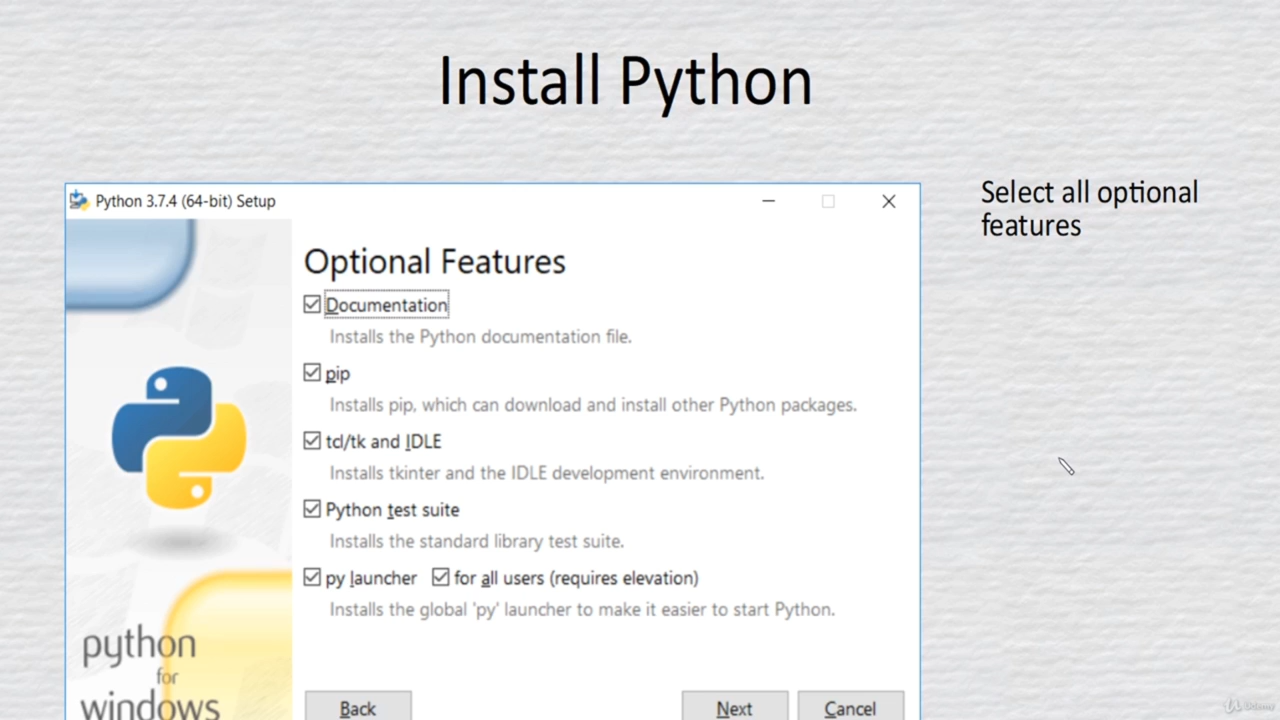 Install Python
Python 3.7.4 (64-bit) Setup
Select all optional
features
Optional Features
Documentation
Installs the Python documentation file.
pip
Installs pip, which can download and install other Python packages.
tcl/tk and IDLE
Installs tkinter and the IDLE development environment.
Python test suite
Installs the standard library test suite.
py launcher for all users (requires elevation)
Installs the global 'py' launcher to make it easier to start Python.
python
for
windows
Back Next Cancel
Udemy